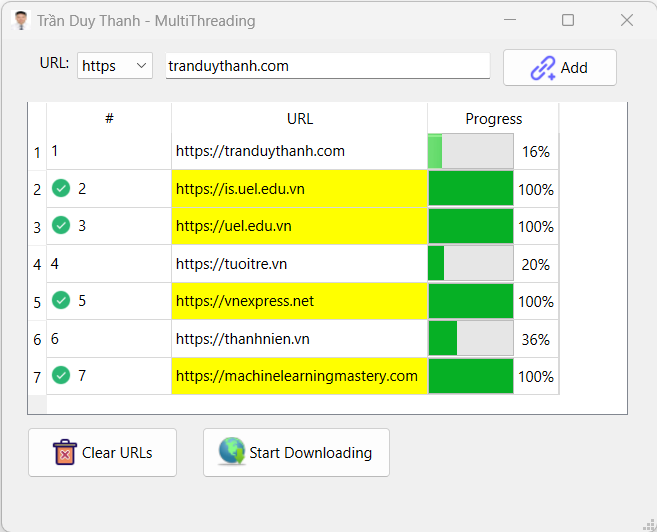 Trần Duy Thanh - MultiThreading
URL: https tranduythanh.com Add
# URL Progress
1 1 https://tranduythanh.com 16%
2 2 https://is.uel.edu.vn 100%
3 3 https://uel.edu.vn 100%
4 4 https://tuoitre.vn 20%
5 5 https://vnexpress.net 100%
6 6 https://thanhnien.vn 36%
7 7 https://machinelearningmastery.com 100%
Clear URLs Start Downloading